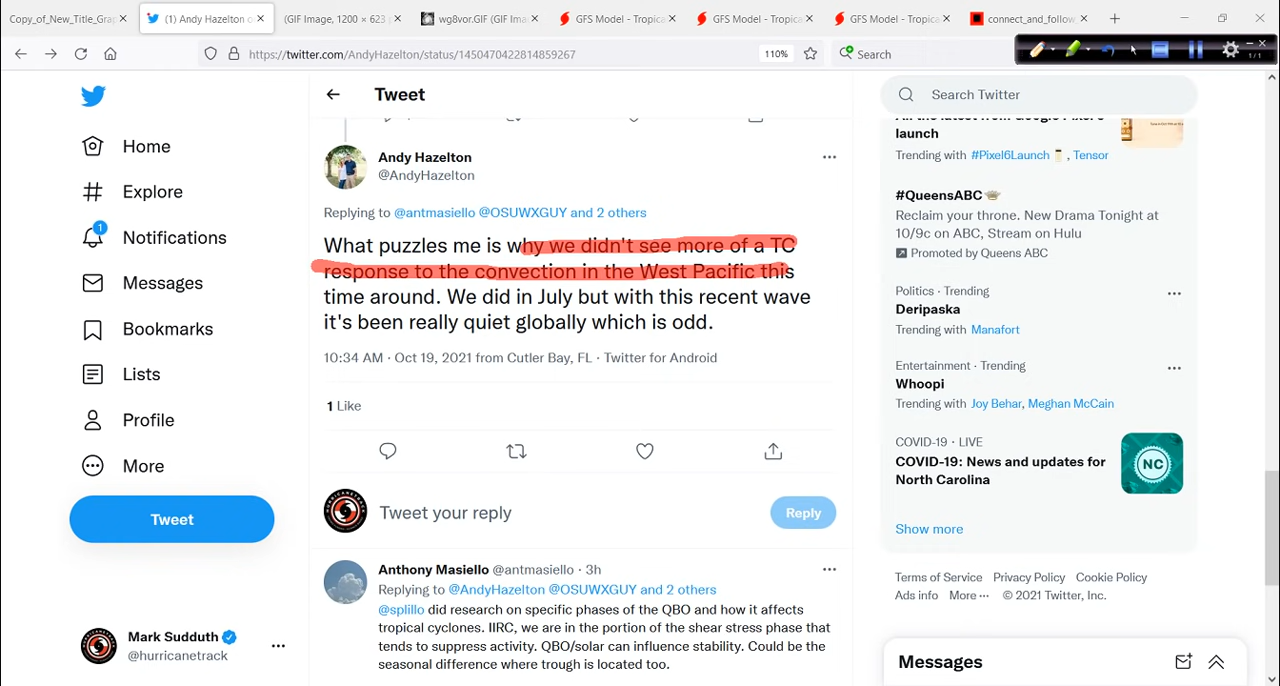 Copy_of_New_Title_Grap
(1) Andy Hazelton o
(GIF Image, 1200 × 623 p
wg8vor.GIF (GIF Ima
GFS Model - Tropica
GFS Model - Tropica
GFS Model - Tropica
connect_and_follow
https://twitter.com/AndyHazelton/status/1450470422814859267
110%
Search
1/1
Home
Explore
1
Notifications
Messages
Bookmarks
Lists
Profile
More
Tweet
Mark Sudduth
@hurricanetrack
Tweet
Andy Hazelton
@AndyHazelton
Replying to @antmasiello @OSUWXGUY and 2 others
What puzzles me is why we didn't see more of a TC
response to the convection in the West Pacific this
time around. We did in July but with this recent wave
it's been really quiet globally which is odd.
10:34 AM · Oct 19, 2021 from Cutler Bay, FL · Twitter for Android
1 Like
Tweet your reply
Reply
Anthony Masiello @antmasiello · 3h
Replying to @AndyHazelton @OSUWXGUY and 2 others
@splillo did research on specific phases of the QBO and how it affects
tropical cyclones. IIRC, we are in the portion of the shear stress phase that
tends to suppress activity. QBO/solar can influence stability. Could be the
seasonal difference where trough is located too.
Search Twitter
All the latest from Google Pixel 6
launch
Trending with #Pixel6Launch , Tensor
#QueensABC
Reclaim your throne. New Drama Tonight at
10/9c on ABC, Stream on Hulu
Promoted by Queens ABC
Politics · Trending
Deripaska
Trending with Manafort
Entertainment · Trending
Whoopi
Trending with Joy Behar, Meghan McCain
COVID-19 · LIVE
COVID-19: News and updates for
North Carolina
NC
Show more
Terms of Service Privacy Policy Cookie Policy
Ads info More ··· © 2021 Twitter, Inc.
Messages